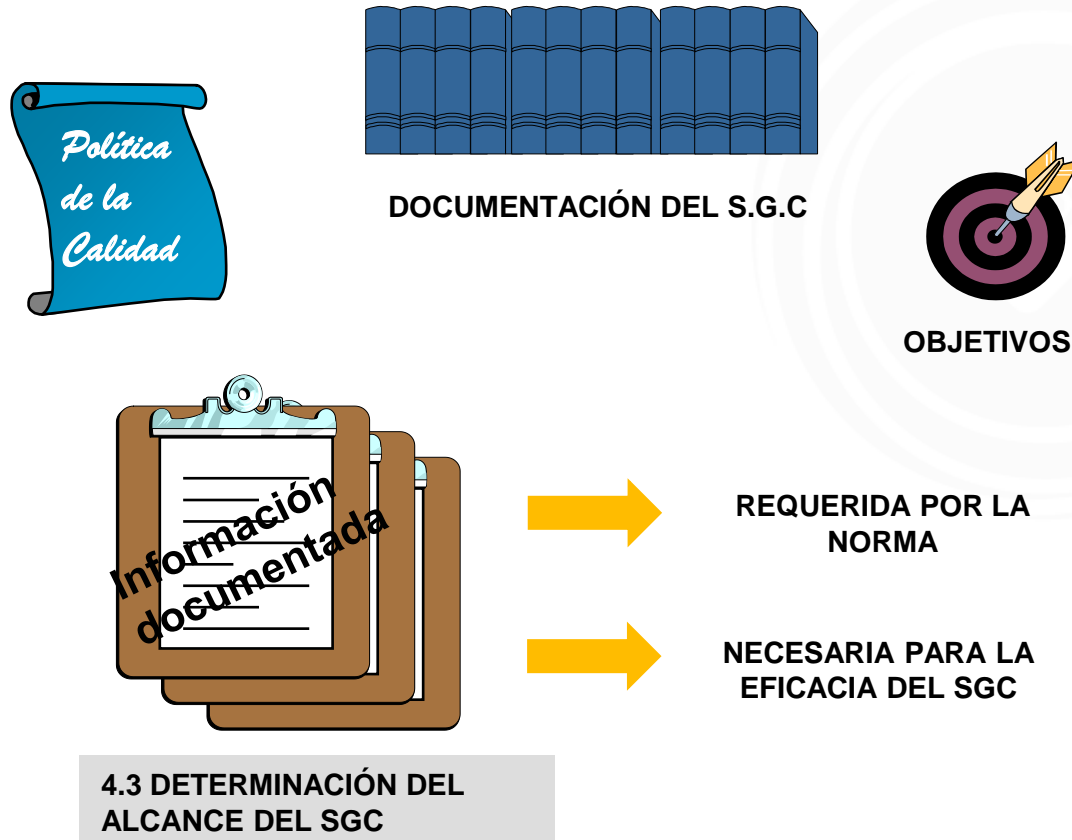 Política
de la
Calidad
DOCUMENTACIÓN DEL S.G.C
OBJETIVOS
Información
documentada
REQUERIDA POR LA
NORMA
NECESARIA PARA LA
EFICACIA DEL SGC
4.3 DETERMINACIÓN DEL
ALCANCE DEL SGC